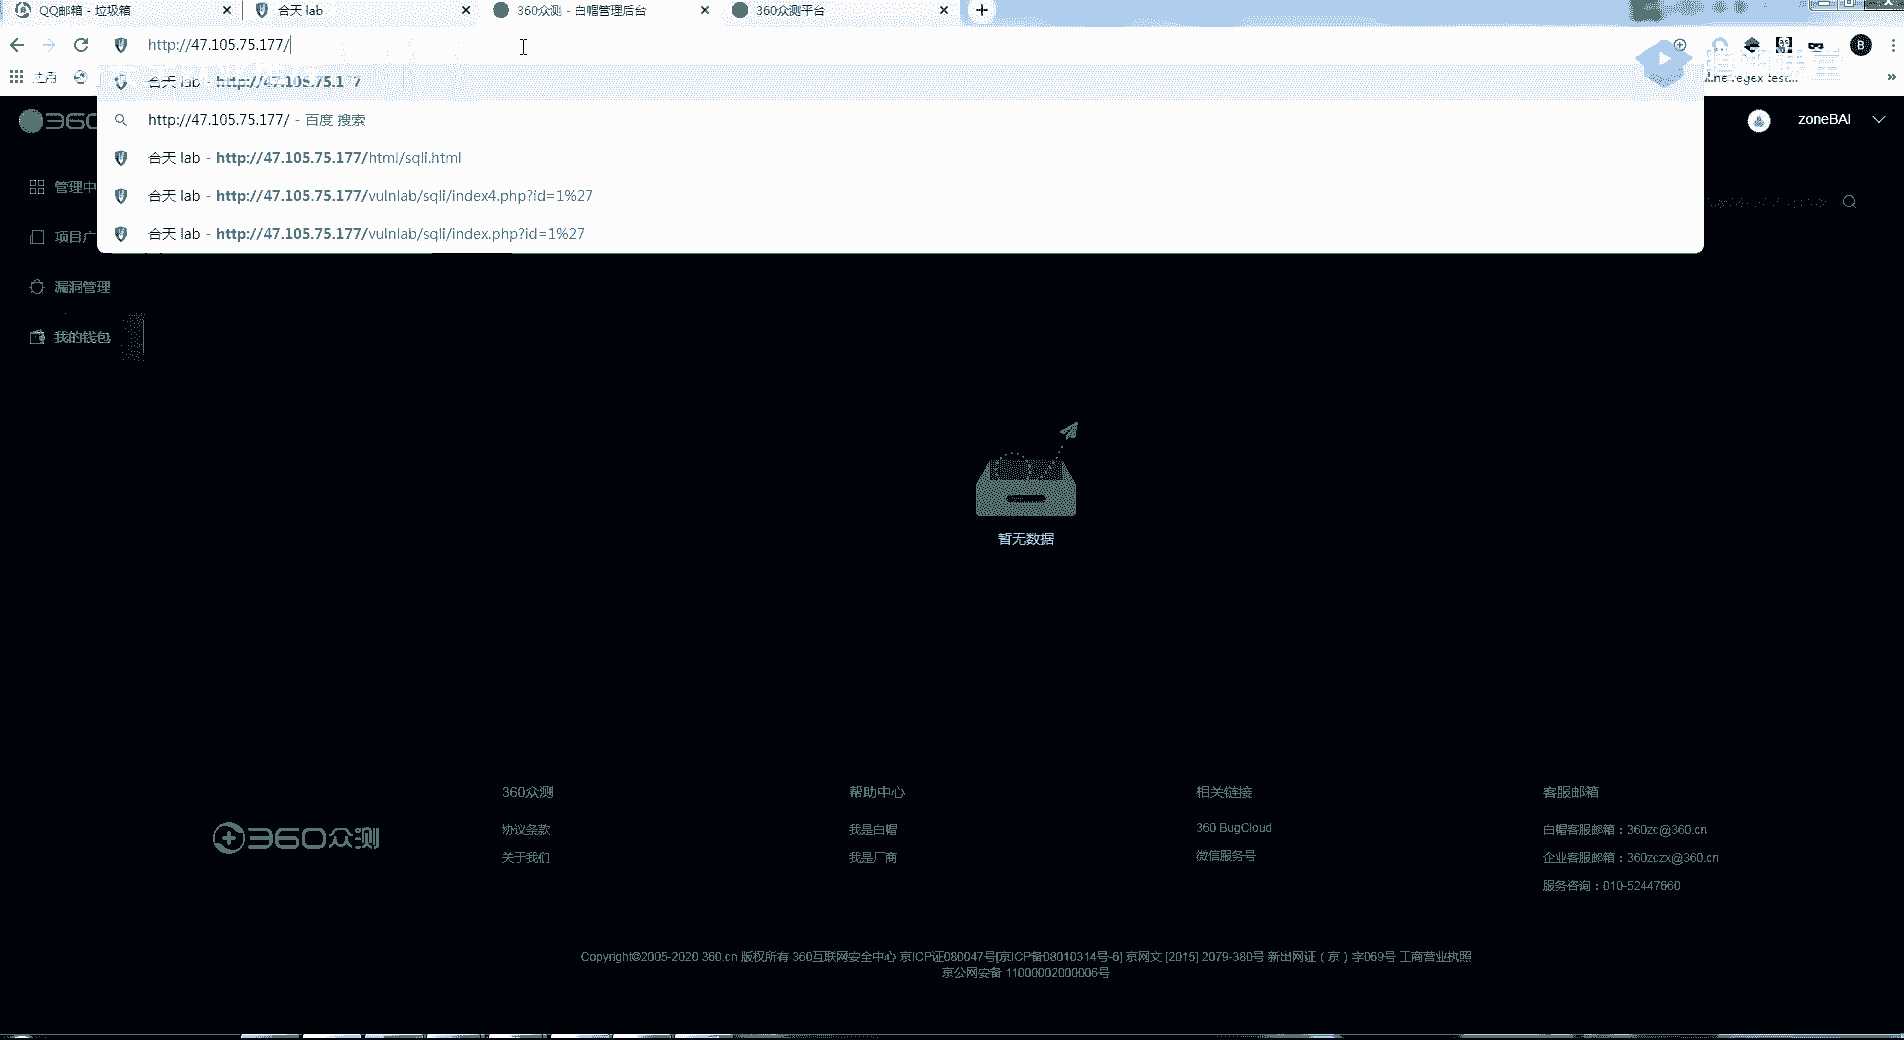 QQ邮箱 - 垃圾箱
合天 lab
360众测 - 白帽管理后台
360众测平台
http://47.105.75.177/
B
合天 lab - http://47.105.75.177
http://47.105.75.177/ - 百度 搜索
合天 lab - http://47.105.75.177/html/sqli.html
合天 lab - http://47.105.75.177/vulnlab/sqli/index4.php?id=1%27
合天 lab - http://47.105.75.177/vulnlab/sqli/index.php?id=1%27
360
zoneBAI
管理中
项目广
漏洞管理
我的钱包
暂无数据
360众测
360众测
协议条款
关于我们
帮助中心
我是白帽
我是厂商
相关链接
360 BugCloud
微信服务号
客服邮箱
白帽客服邮箱：360zc@360.cn
企业客服邮箱：360zczx@360.cn
服务咨询：010-52447660
Copyright©2005-2020 360.cn 版权所有 360互联网安全中心 京ICP证080047号[京ICP备08010314号-6] 京网文 [2015] 2079-380号 新出网证（京）字069号 工商营业执照
京公网安备 11000002000006号